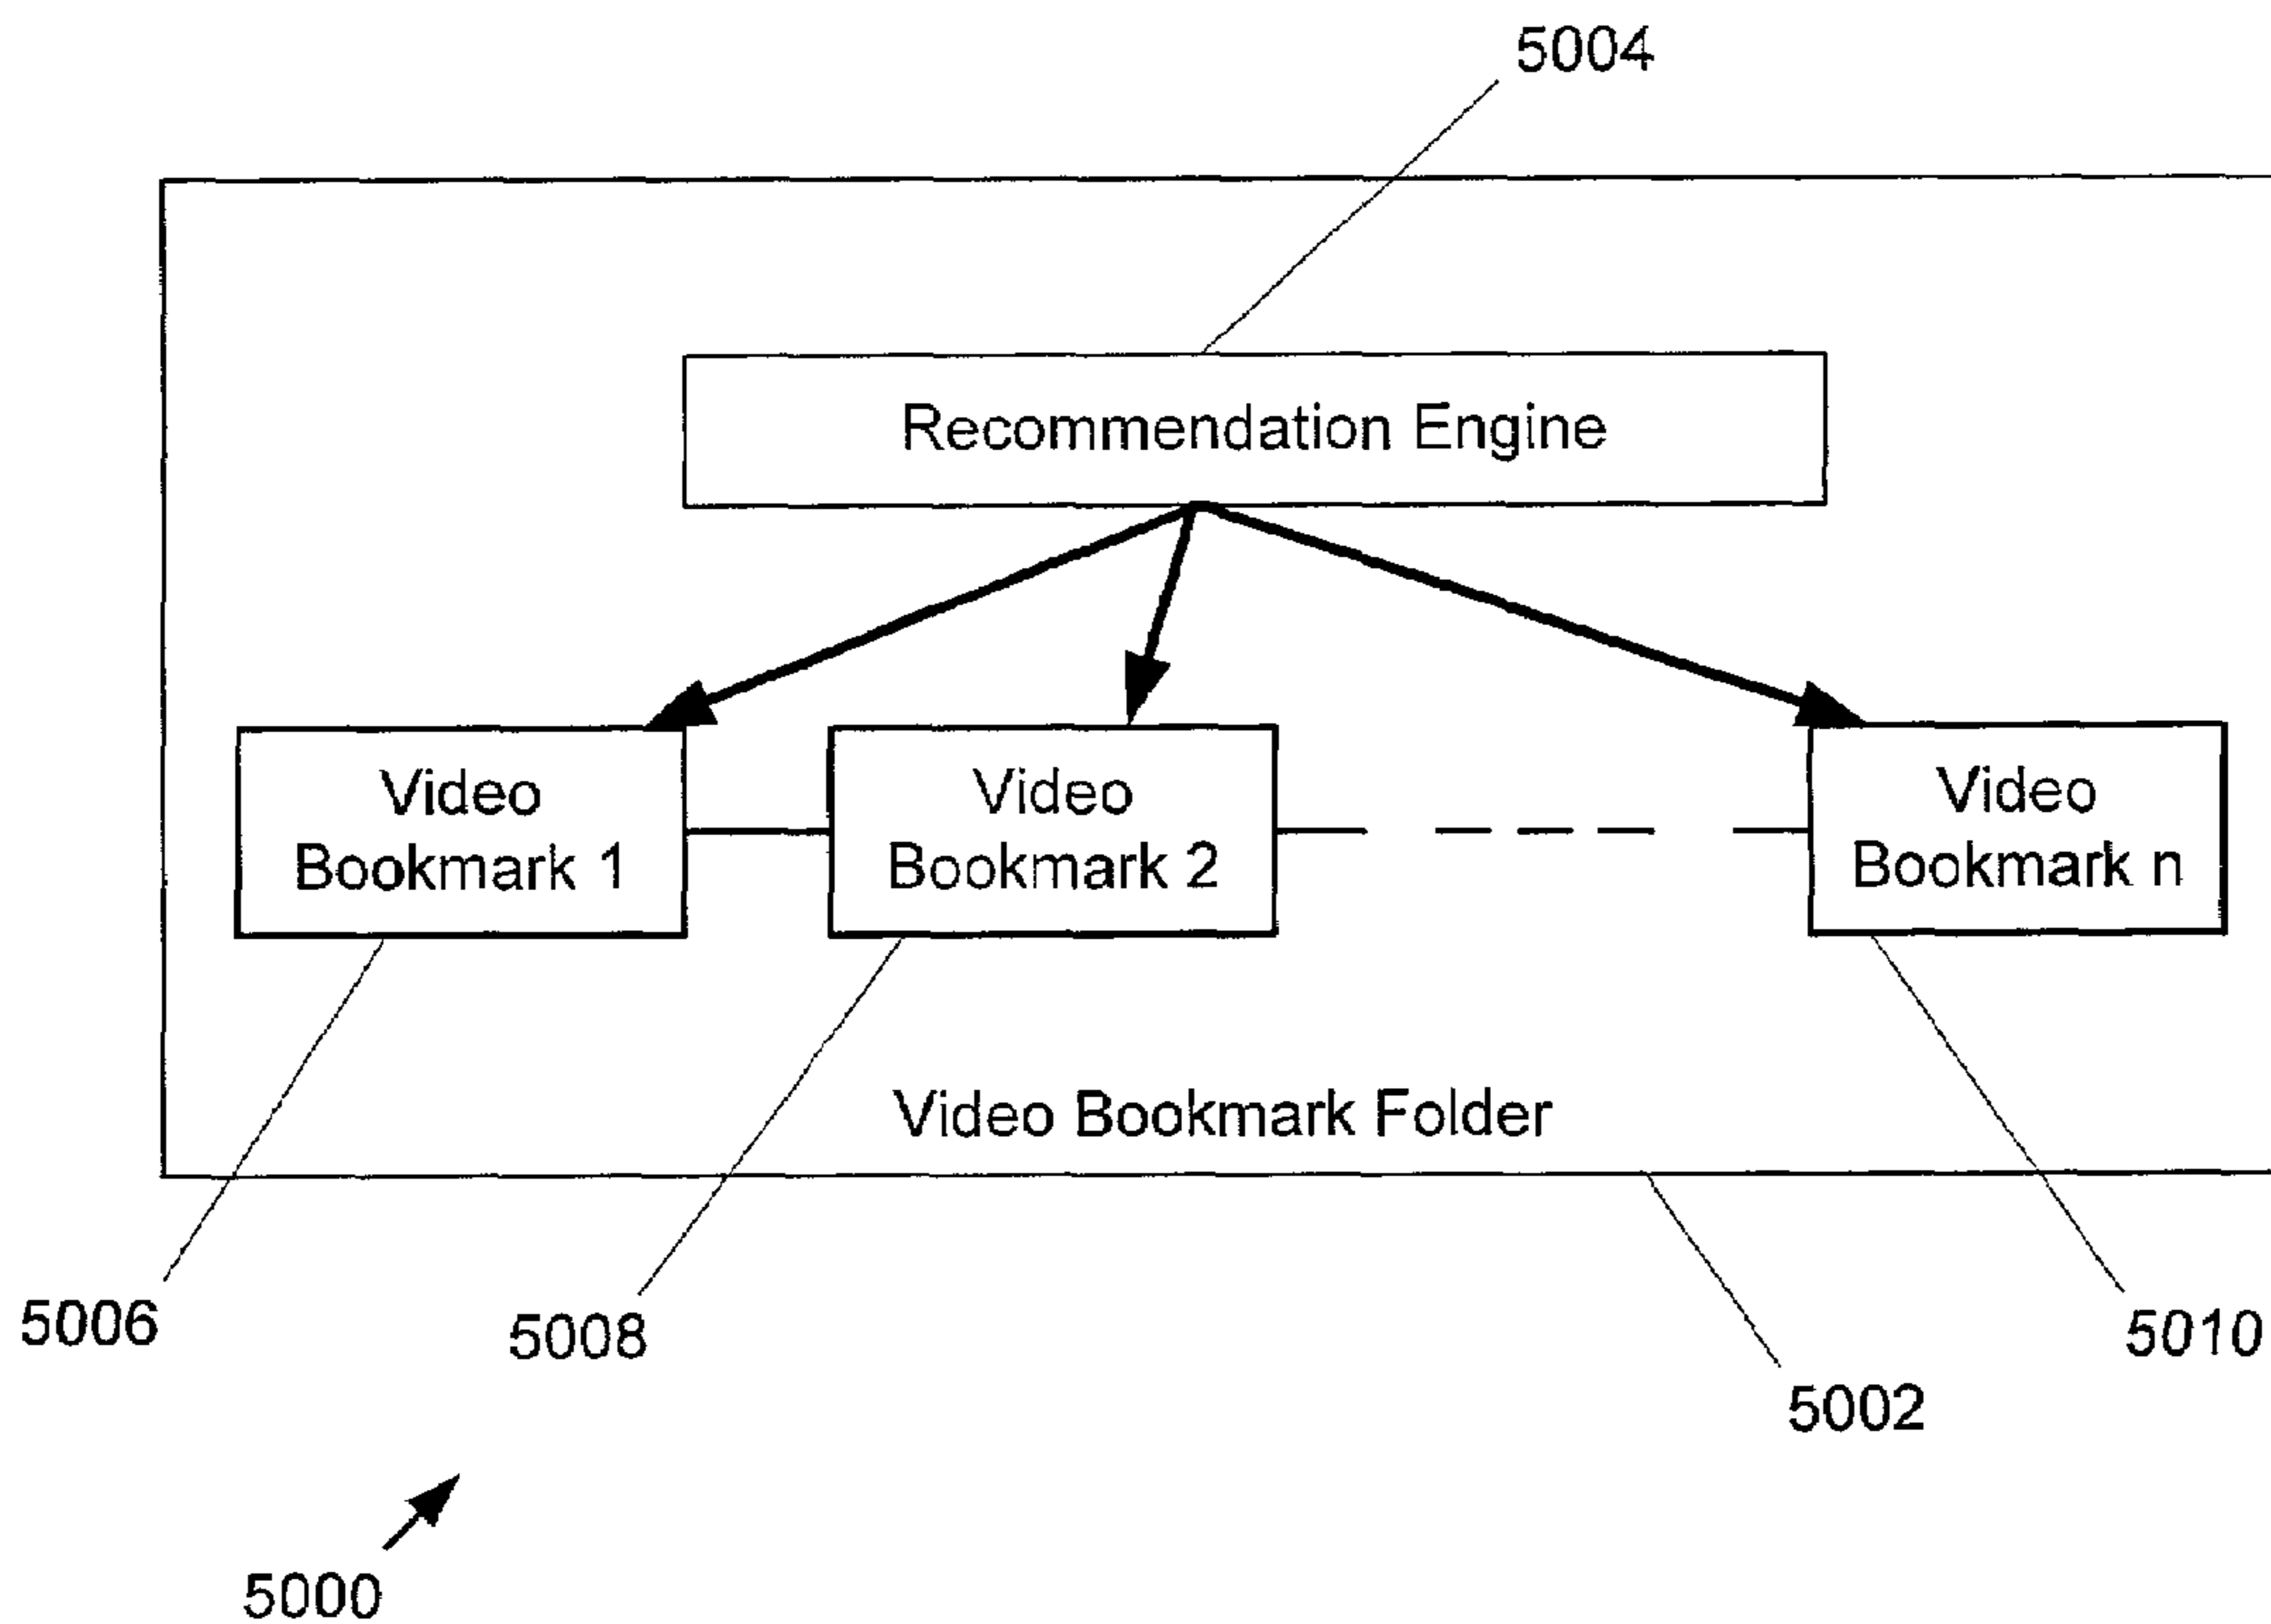 5004
Recommendation Engine
Video
Bookmark 1
Video
Bookmark 2
Video
Bookmark n
Video Bookmark Folder
5006
5008
5010
5002
5000